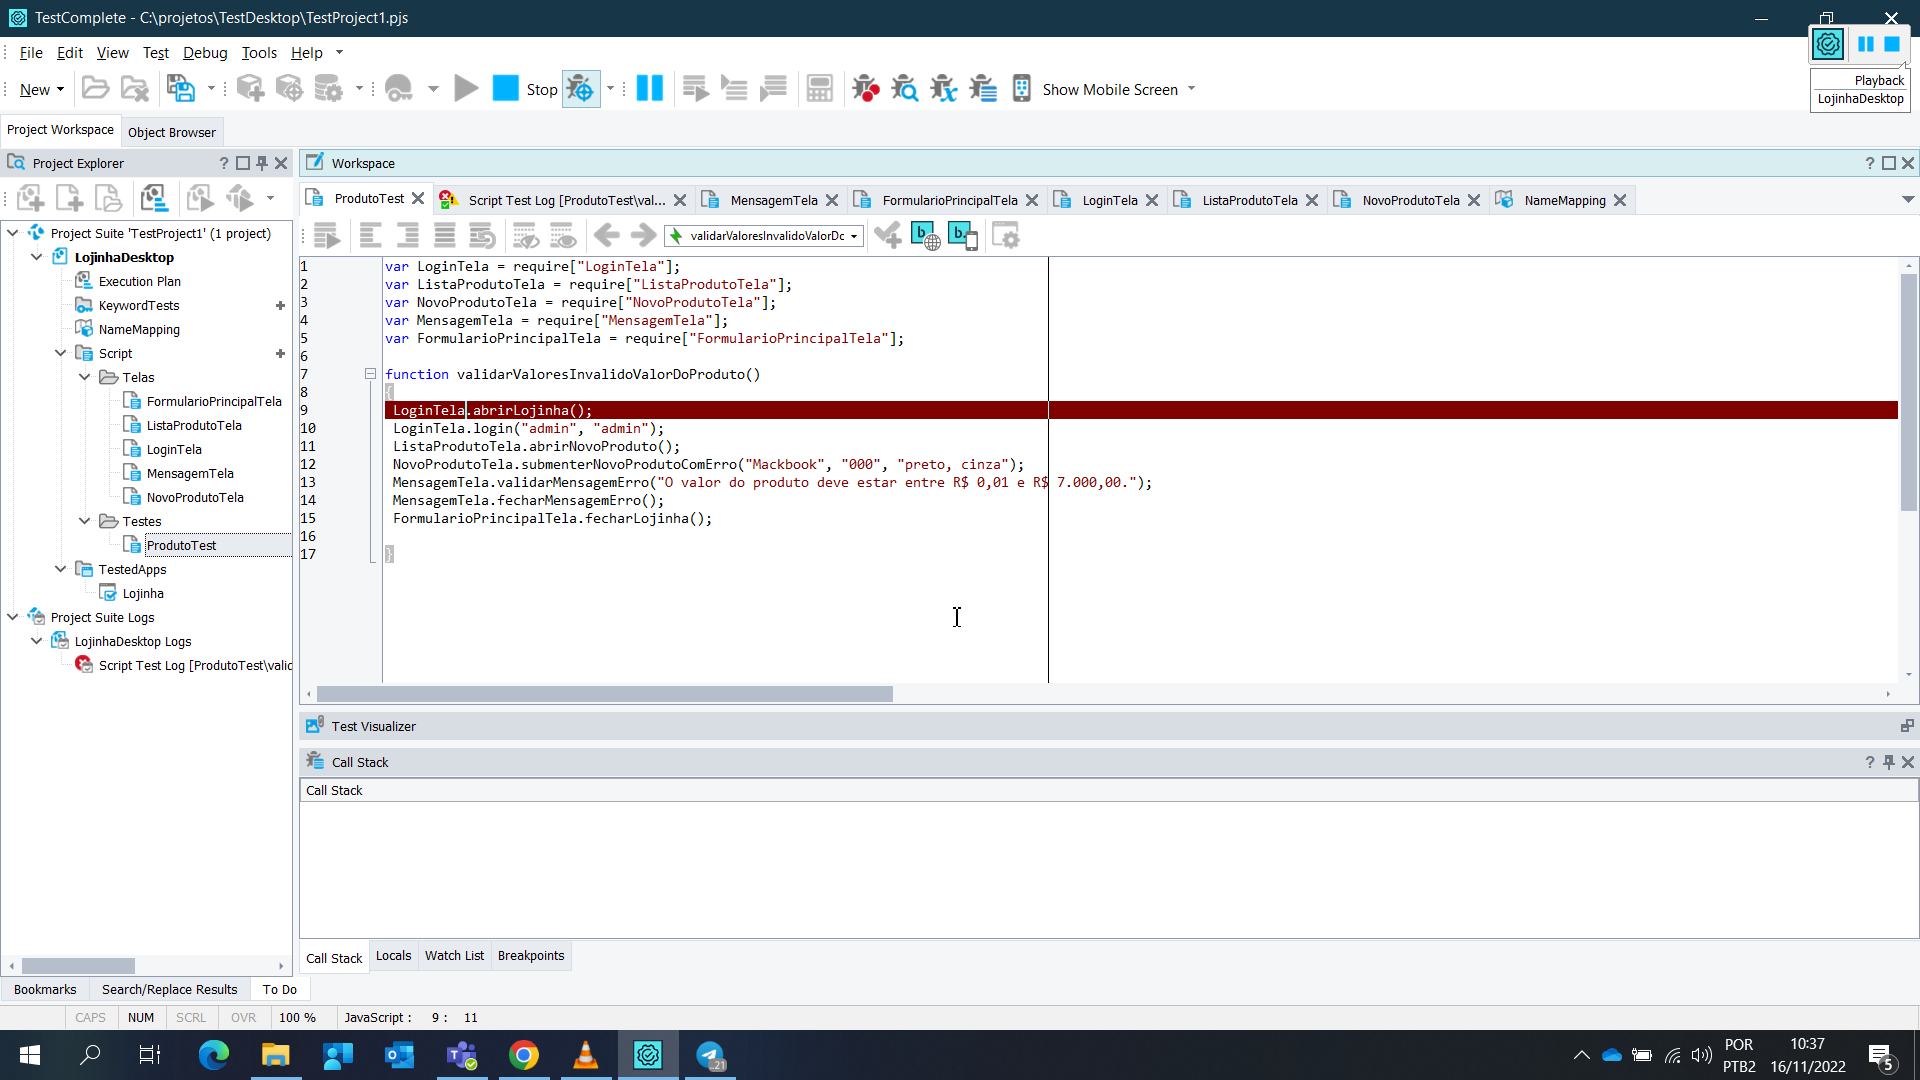 TestComplete - C:\projetos\TestDesktop\TestProject1.pjs
File Edit View Test Debug Tools Help
New Stop Show Mobile Screen
Playback
LojinhaDesktop
Project Workspace Object Browser
Project Explorer
Workspace
ProdutoTest Script Test Log [ProdutoTest\val... MensagemTela FormularioPrincipalTela LoginTela ListaProdutoTela NovoProdutoTela NameMapping
validarValoresInvalidoValorDo
Project Suite 'TestProject1' (1 project)
LojinhaDesktop
Execution Plan
KeywordTests
NameMapping
Script
Telas
FormularioPrincipalTela
ListaProdutoTela
LoginTela
MensagemTela
NovoProdutoTela
Testes
ProdutoTest
TestedApps
Lojinha
Project Suite Logs
LojinhaDesktop Logs
Script Test Log [ProdutoTest\valid
1 var LoginTela = require["LoginTela"];
2 var ListaProdutoTela = require["ListaProdutoTela"];
3 var NovoProdutoTela = require["NovoProdutoTela"];
4 var MensagemTela = require["MensagemTela"];
5 var FormularioPrincipalTela = require["FormularioPrincipalTela"];
6
7 function validarValoresInvalidoValorDoProduto()
8 {
9 LoginTela.abrirLojinha();
10 LoginTela.login("admin", "admin");
11 ListaProdutoTela.abrirNovoProduto();
12 NovoProdutoTela.submenterNovoProdutoComErro("Mackbook", "000", "preto, cinza");
13 MensagemTela.validarMensagemErro("O valor do produto deve estar entre R$ 0,01 e R$ 7.000,00.");
14 MensagemTela.fecharMensagemErro();
15 FormularioPrincipalTela.fecharLojinha();
16
17 }
Test Visualizer
Call Stack
Call Stack
Call Stack Locals Watch List Breakpoints
Bookmarks Search/Replace Results To Do
CAPS NUM SCRL OVR 100 % JavaScript : 9 : 11
POR
PTB2
10:37
16/11/2022
5
21